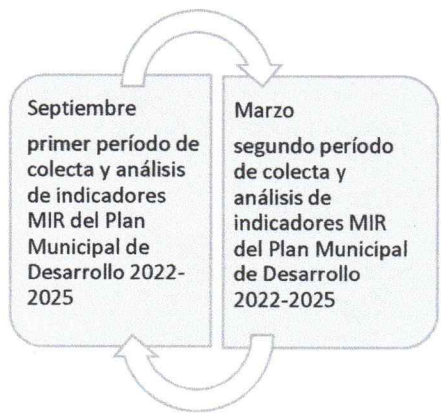 Septiembre
primer período de
colecta y análisis
de indicadores
MIR del Plan
Municipal de
Desarrollo 2022-
2025
Marzo
segundo período
de colecta y
análisis de
indicadores MIR
del Plan Municipal
de Desarrollo
2022-2025